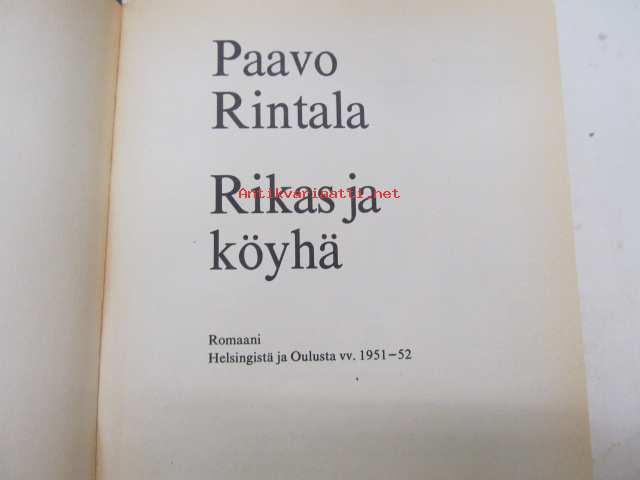 Paavo
Rintala
Rikas ja
Antikvariaatti.net
köyhä
Romaani
Helsingistä ja Oulusta vv. 1951–52